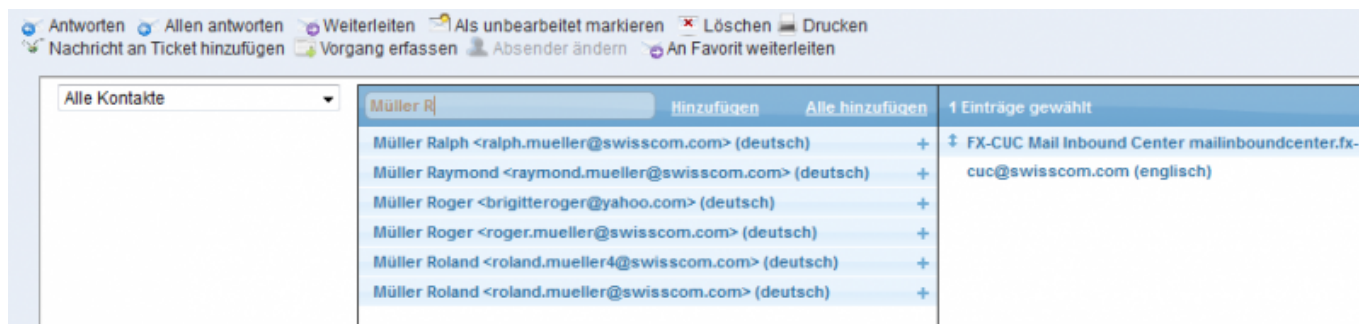 Antworten Allen antworten Weiterleiten Als unbearbeitet markieren Löschen Drucken
Nachricht an Ticket hinzufügen Vorgang erfassen Absender ändern An Favorit weiterleiten
Alle Kontakte
Müller R Hinzufügen Alle hinzufügen
Müller Ralph <ralph.mueller@swisscom.com> (deutsch) +
Müller Raymond <raymond.mueller@swisscom.com> (deutsch) +
Müller Roger <brigitteroger@yahoo.com> (deutsch) +
Müller Roger <roger.mueller@swisscom.com> (deutsch) +
Müller Roland <roland.mueller4@swisscom.com> (deutsch) +
Müller Roland <roland.mueller@swisscom.com> (deutsch) +
1 Einträge gewählt
FX-CUC Mail Inbound Center mailinboundcenter.fx-
cuc@swisscom.com (englisch)